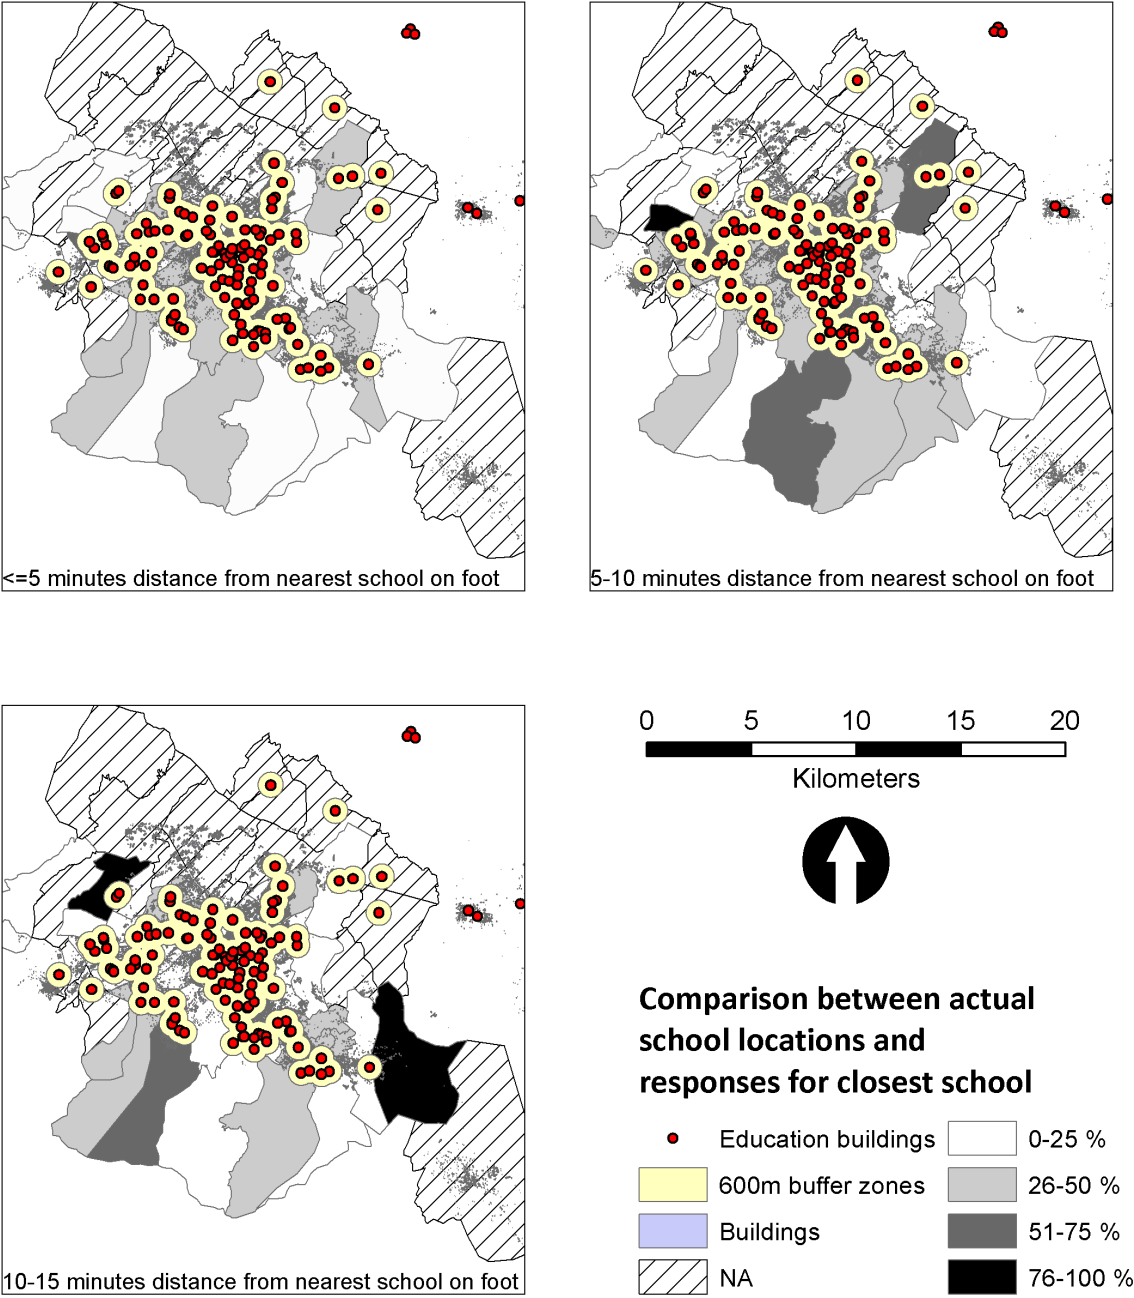 <=5 minutes distance from nearest school on foot
5-10 minutes distance from nearest school on foot
10-15 minutes distance from nearest school on foot
0 5 10 15 20
Kilometers
Comparison between actual
school locations and
responses for closest school
Education buildings
600m buffer zones
Buildings
NA
0-25 %
26-50 %
51-75 %
76-100 %